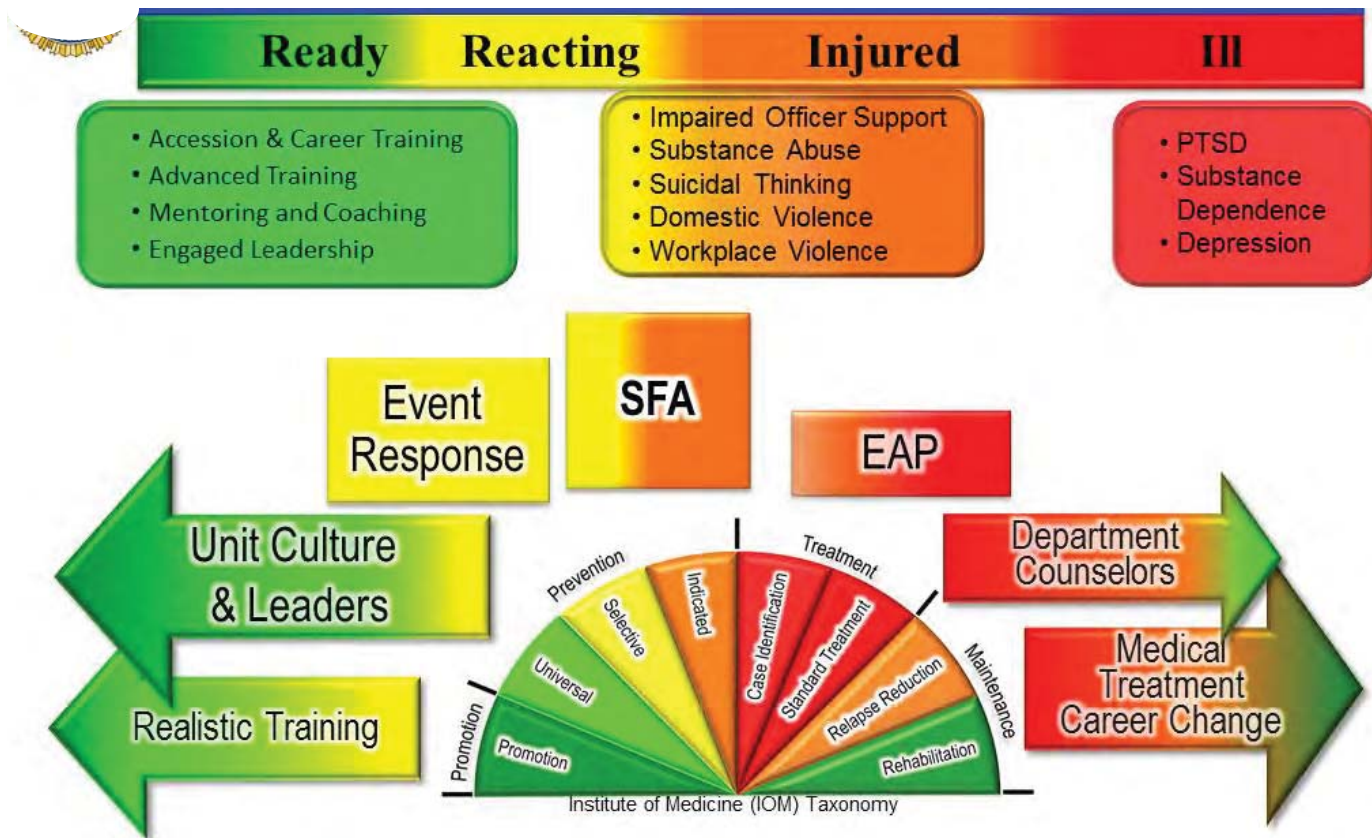 Ready Reacting Injured Ill
• Accession & Career Training
• Advanced Training
• Mentoring and Coaching
• Engaged Leadership
• Impaired Officer Support
• Substance Abuse
• Suicidal Thinking
• Domestic Violence
• Workplace Violence
• PTSD
• Substance
Dependence
• Depression
Event
Response
SFA
EAP
Unit Culture
& Leaders
Realistic Training
Department
Counselors
Medical
Treatment
Career Change
Promotion
Prevention
Treatment
Maintenance
Promotion
Universal
Selective
Indicated
Case Identification
Standard Treatment
Relapse Reduction
Rehabilitation
Institute of Medicine (IOM) Taxonomy